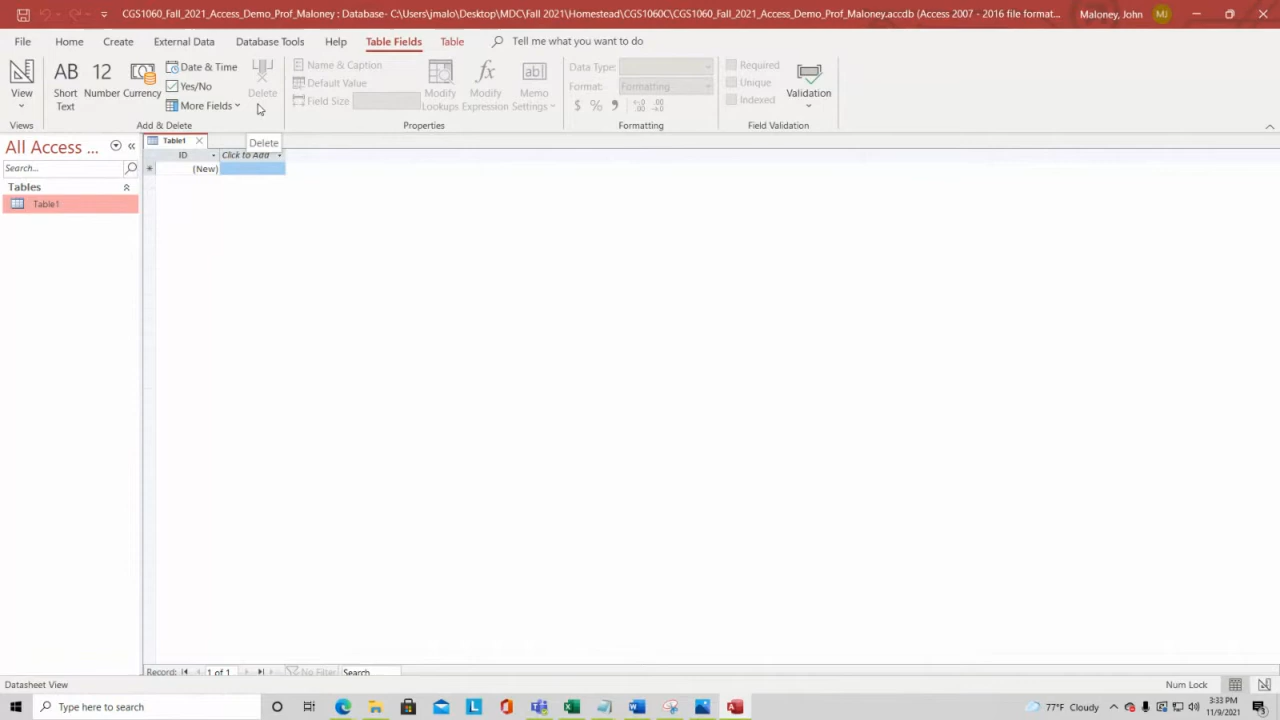 CGS1060_Fall_2021_Access_Demo_Prof_Maloney : Database- C:\Users\jmalo\Desktop\MDC\Fall 2021\Homestead\CGS1060C\CGS1060_Fall_2021_Access_Demo_Prof_Maloney.accdb (Access 2007 - 2016 file format... Maloney, John MJ
File Home Create External Data Database Tools Help Table Fields Table Tell me what you want to do
View
Views
AB Short Text
12 Number
Currency
Date & Time
Yes/No
More Fields
Delete
Add & Delete
Name & Caption
Default Value
Field Size
Modify Lookups
fx Modify Expression
ab Memo Settings
Properties
Data Type:
Format: Formatting
$ %
Formatting
Required
Unique
Indexed
Validation
Field Validation
All Access ...
Search...
Tables
Table1
Table1
Delete
ID Click to Add
(New)
Record: 1 of 1 No Filter Search
Datasheet View Num Lock
Type here to search
77°F Cloudy
3:33 PM
11/9/2021